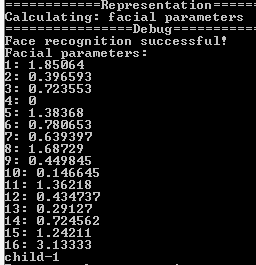 ============Representation======
Calculating: facial parameters
================Debug===========
Face recognition successful!
Facial parameters:
1: 1.85064
2: 0.396593
3: 0.723553
4: 0
5: 1.38368
6: 0.780653
7: 0.639397
8: 1.68729
9: 0.449845
10: 0.146645
11: 1.36218
12: 0.434737
13: 0.29127
14: 0.724562
15: 1.24211
16: 3.13333
child-1